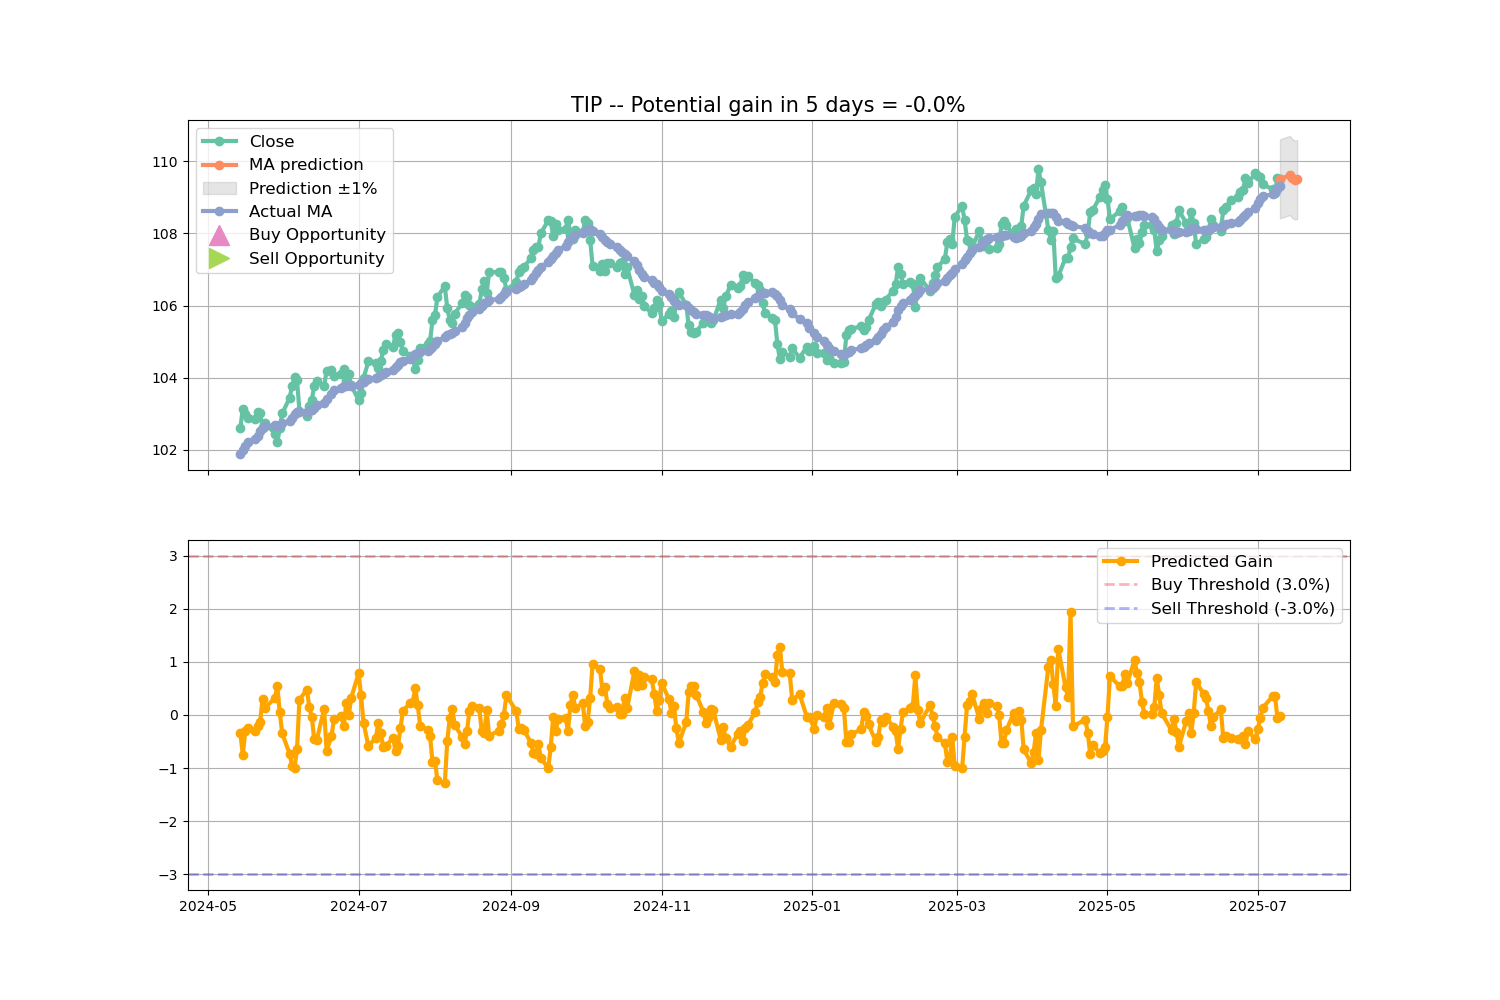 TIP -- Potential gain in 5 days = -0.0%
110
108
106
104
102
Close
MA prediction
Prediction ±1%
Actual MA
Buy Opportunity
Sell Opportunity
3
2
1
0
−1
−2
−3
Predicted Gain
Buy Threshold (3.0%)
Sell Threshold (-3.0%)
2024-05
2024-07
2024-09
2024-11
2025-01
2025-03
2025-05
2025-07